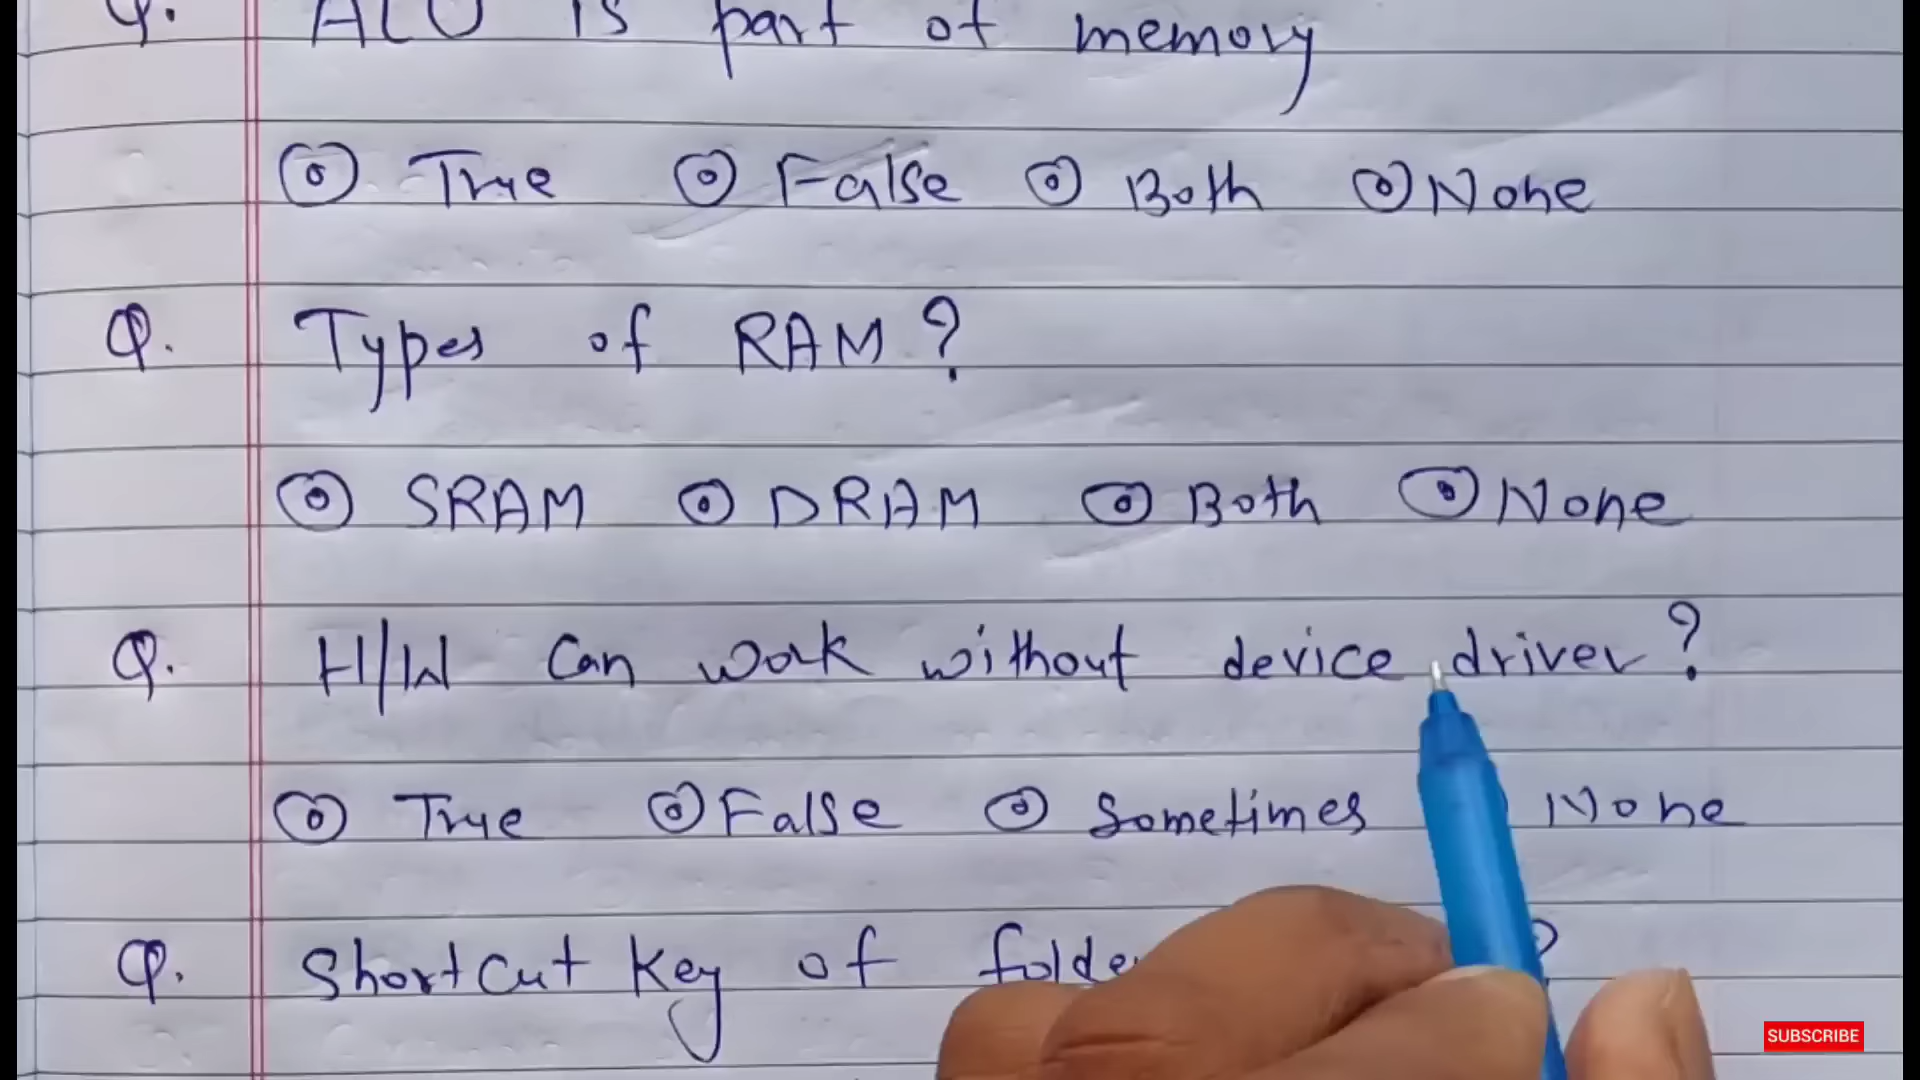 Q. ALU is part of memory
True False Both None
Q. Types of RAM?
SRAM DRAM Both None
Q. H/W Can work without device driver?
True False Sometimes None
Q. Shortcut key of ?
SUBSCRIBE